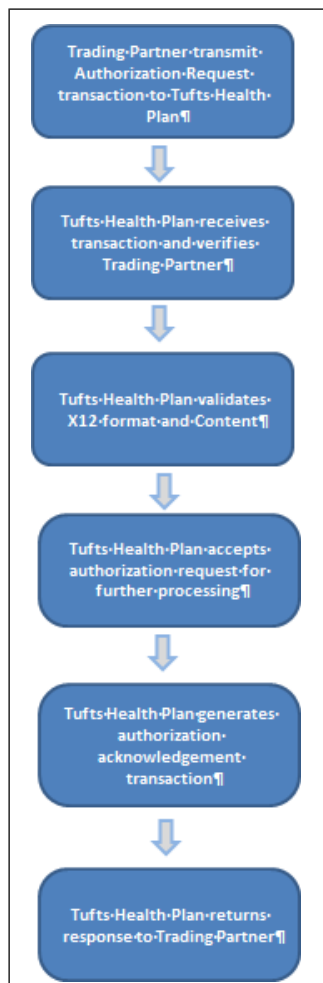 Trading·Partner·transmit·
Authorization·Request·
transaction·to·Tufts·Health·
Plan¶
Tufts·Health·Plan·receives·
transaction·and·verifies·
Trading·Partner¶
Tufts·Health·Plan·validates·
X12·format·and·Content¶
Tufts·Health·Plan·accepts·
authorization·request·for·
further·processing¶
Tufts·Health·Plan·generates·
authorization·
acknowledgement·
transaction¶
Tufts·Health·Plan·returns·
response·to·Trading·Partner¶